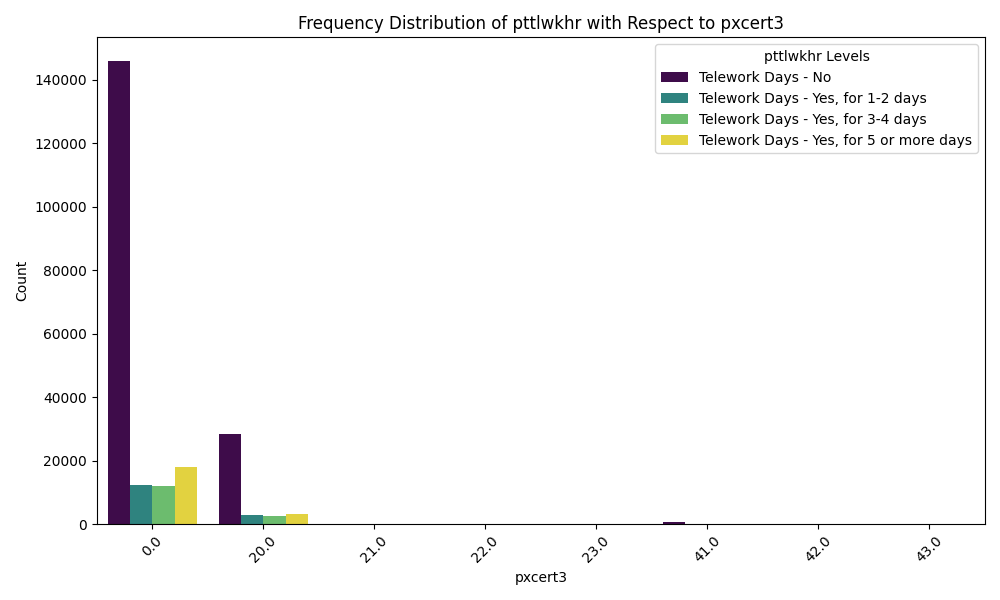 Frequency Distribution of pttlwkhr with Respect to pxcert3
pttlwkhr Levels
Telework Days - No
Telework Days - Yes, for 1-2 days
Telework Days - Yes, for 3-4 days
Telework Days - Yes, for 5 or more days
Count
140000
120000
100000
80000
60000
40000
20000
0
0.0
20.0
21.0
22.0
23.0
41.0
42.0
43.0
pxcert3